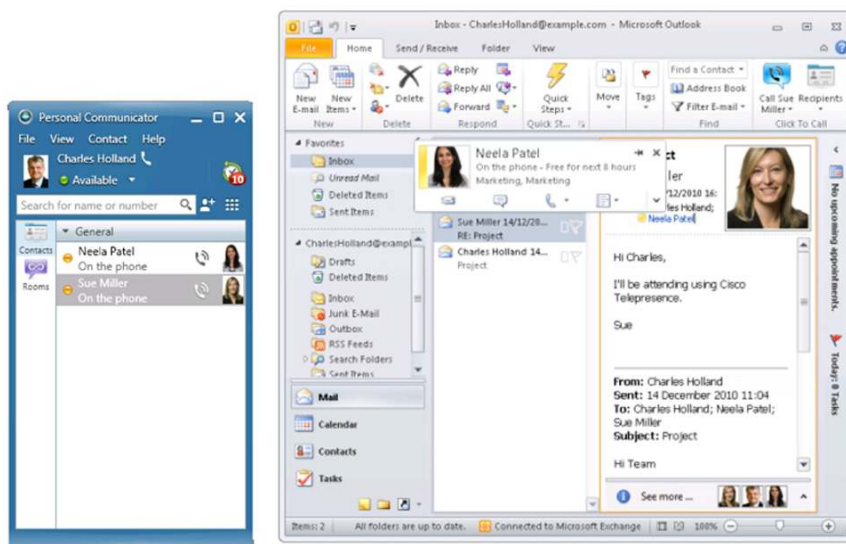 Personal Communicator
File View Contact Help
Charles Holland
Available
10
Search for name or number
Contacts
Rooms
General
Neela Patel
On the phone
Sue Miller
On the phone
Inbox - CharlesHolland@example.com - Microsoft Outlook
File Home Send / Receive Folder View
New E-mail
New Items
New
Delete
Delete
Reply
Reply All
Forward
Respond
Quick Steps
Quick St...
Move
Tags
Find a Contact
Address Book
Filter E-mail
Find
Call Sue Miller
Recipients
Click To Call
Favorites
Inbox
Unread Mail
Deleted Items
Sent Items
CharlesHolland@exampl
Drafts
Deleted Items
Inbox
Junk E-Mail
Outbox
RSS Feeds
Search Folders
Sent Items
Mail
Calendar
Contacts
Tasks
Neela Patel
On the phone - Free for next 8 hours
Marketing, Marketing
Sue Miller 14/12/20...
RE: Project
Charles Holland 14...
Project
ct
ler
/12/2010 16:
les Holland;
Neela Patel
Hi Charles,
I'll be attending using Cisco
Telepresence.
Sue
From: Charles Holland
Sent: 14 December 2010 11:04
To: Charles Holland; Neela Patel;
Sue Miller
Subject: Project
Hi Team
See more ...
No upcoming appointments.
Today: 0 Tasks
Items: 2 All folders are up to date. Connected to Microsoft Exchange 100%